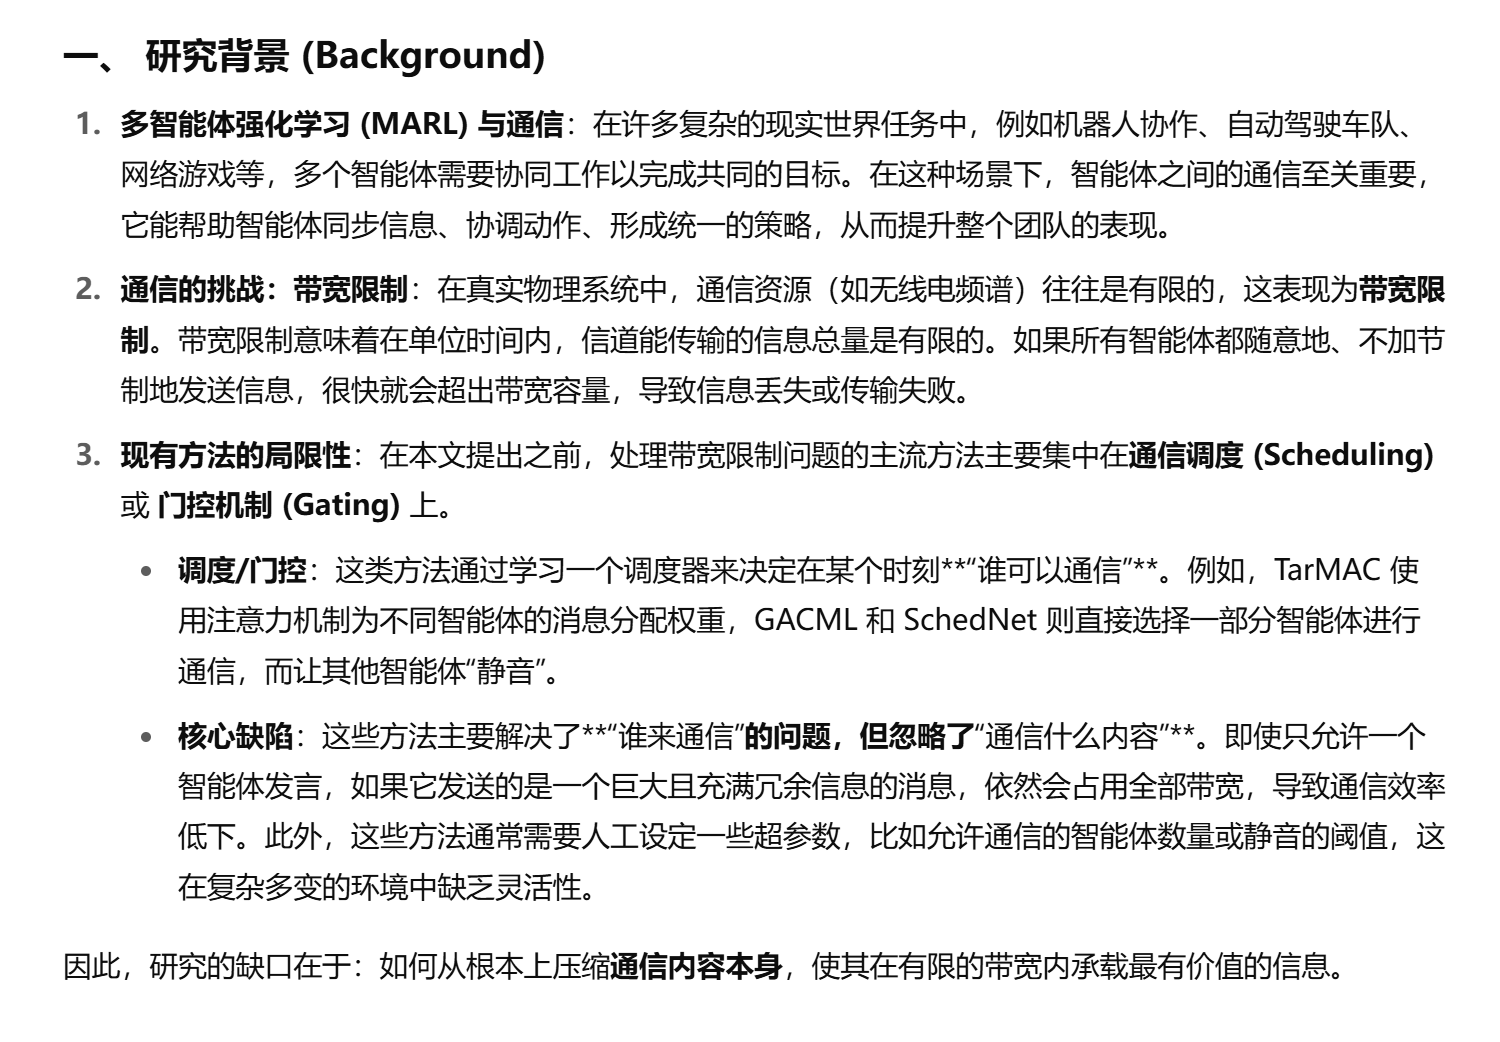 一、 研究背景 (Background)
1. 多智能体强化学习 (MARL) 与通信：在许多复杂的现实世界任务中，例如机器人协作、自动驾驶车队、
网络游戏等，多个智能体需要协同工作以完成共同的目标。在这种场景下，智能体之间的通信至关重要，
它能帮助智能体同步信息、协调动作、形成统一的策略，从而提升整个团队的表现。
2. 通信的挑战：带宽限制：在真实物理系统中，通信资源（如无线电频谱）往往是有限的，这表现为带宽限
制。带宽限制意味着在单位时间内，信道能传输的信息总量是有限的。如果所有智能体都随意地、不加节
制地发送信息，很快就会超出带宽容量，导致信息丢失或传输失败。
3. 现有方法的局限性：在本文提出之前，处理带宽限制问题的主流方法主要集中在通信调度 (Scheduling)
或 门控机制 (Gating) 上。
• 调度/门控：这类方法通过学习一个调度器来决定在某个时刻**“谁可以通信”**。例如，TarMAC 使
用注意力机制为不同智能体的消息分配权重，GACML 和 SchedNet 则直接选择一部分智能体进行
通信，而让其他智能体“静音”。
• 核心缺陷：这些方法主要解决了**“谁来通信”的问题，但忽略了“通信什么内容”**。即使只允许一个
智能体发言，如果它发送的是一个巨大且充满冗余信息的消息，依然会占用全部带宽，导致通信效率
低下。此外，这些方法通常需要人工设定一些超参数，比如允许通信的智能体数量或静音的阈值，这
在复杂多变的环境中缺乏灵活性。
因此，研究的缺口在于：如何从根本上压缩通信内容本身，使其在有限的带宽内承载最有价值的信息。